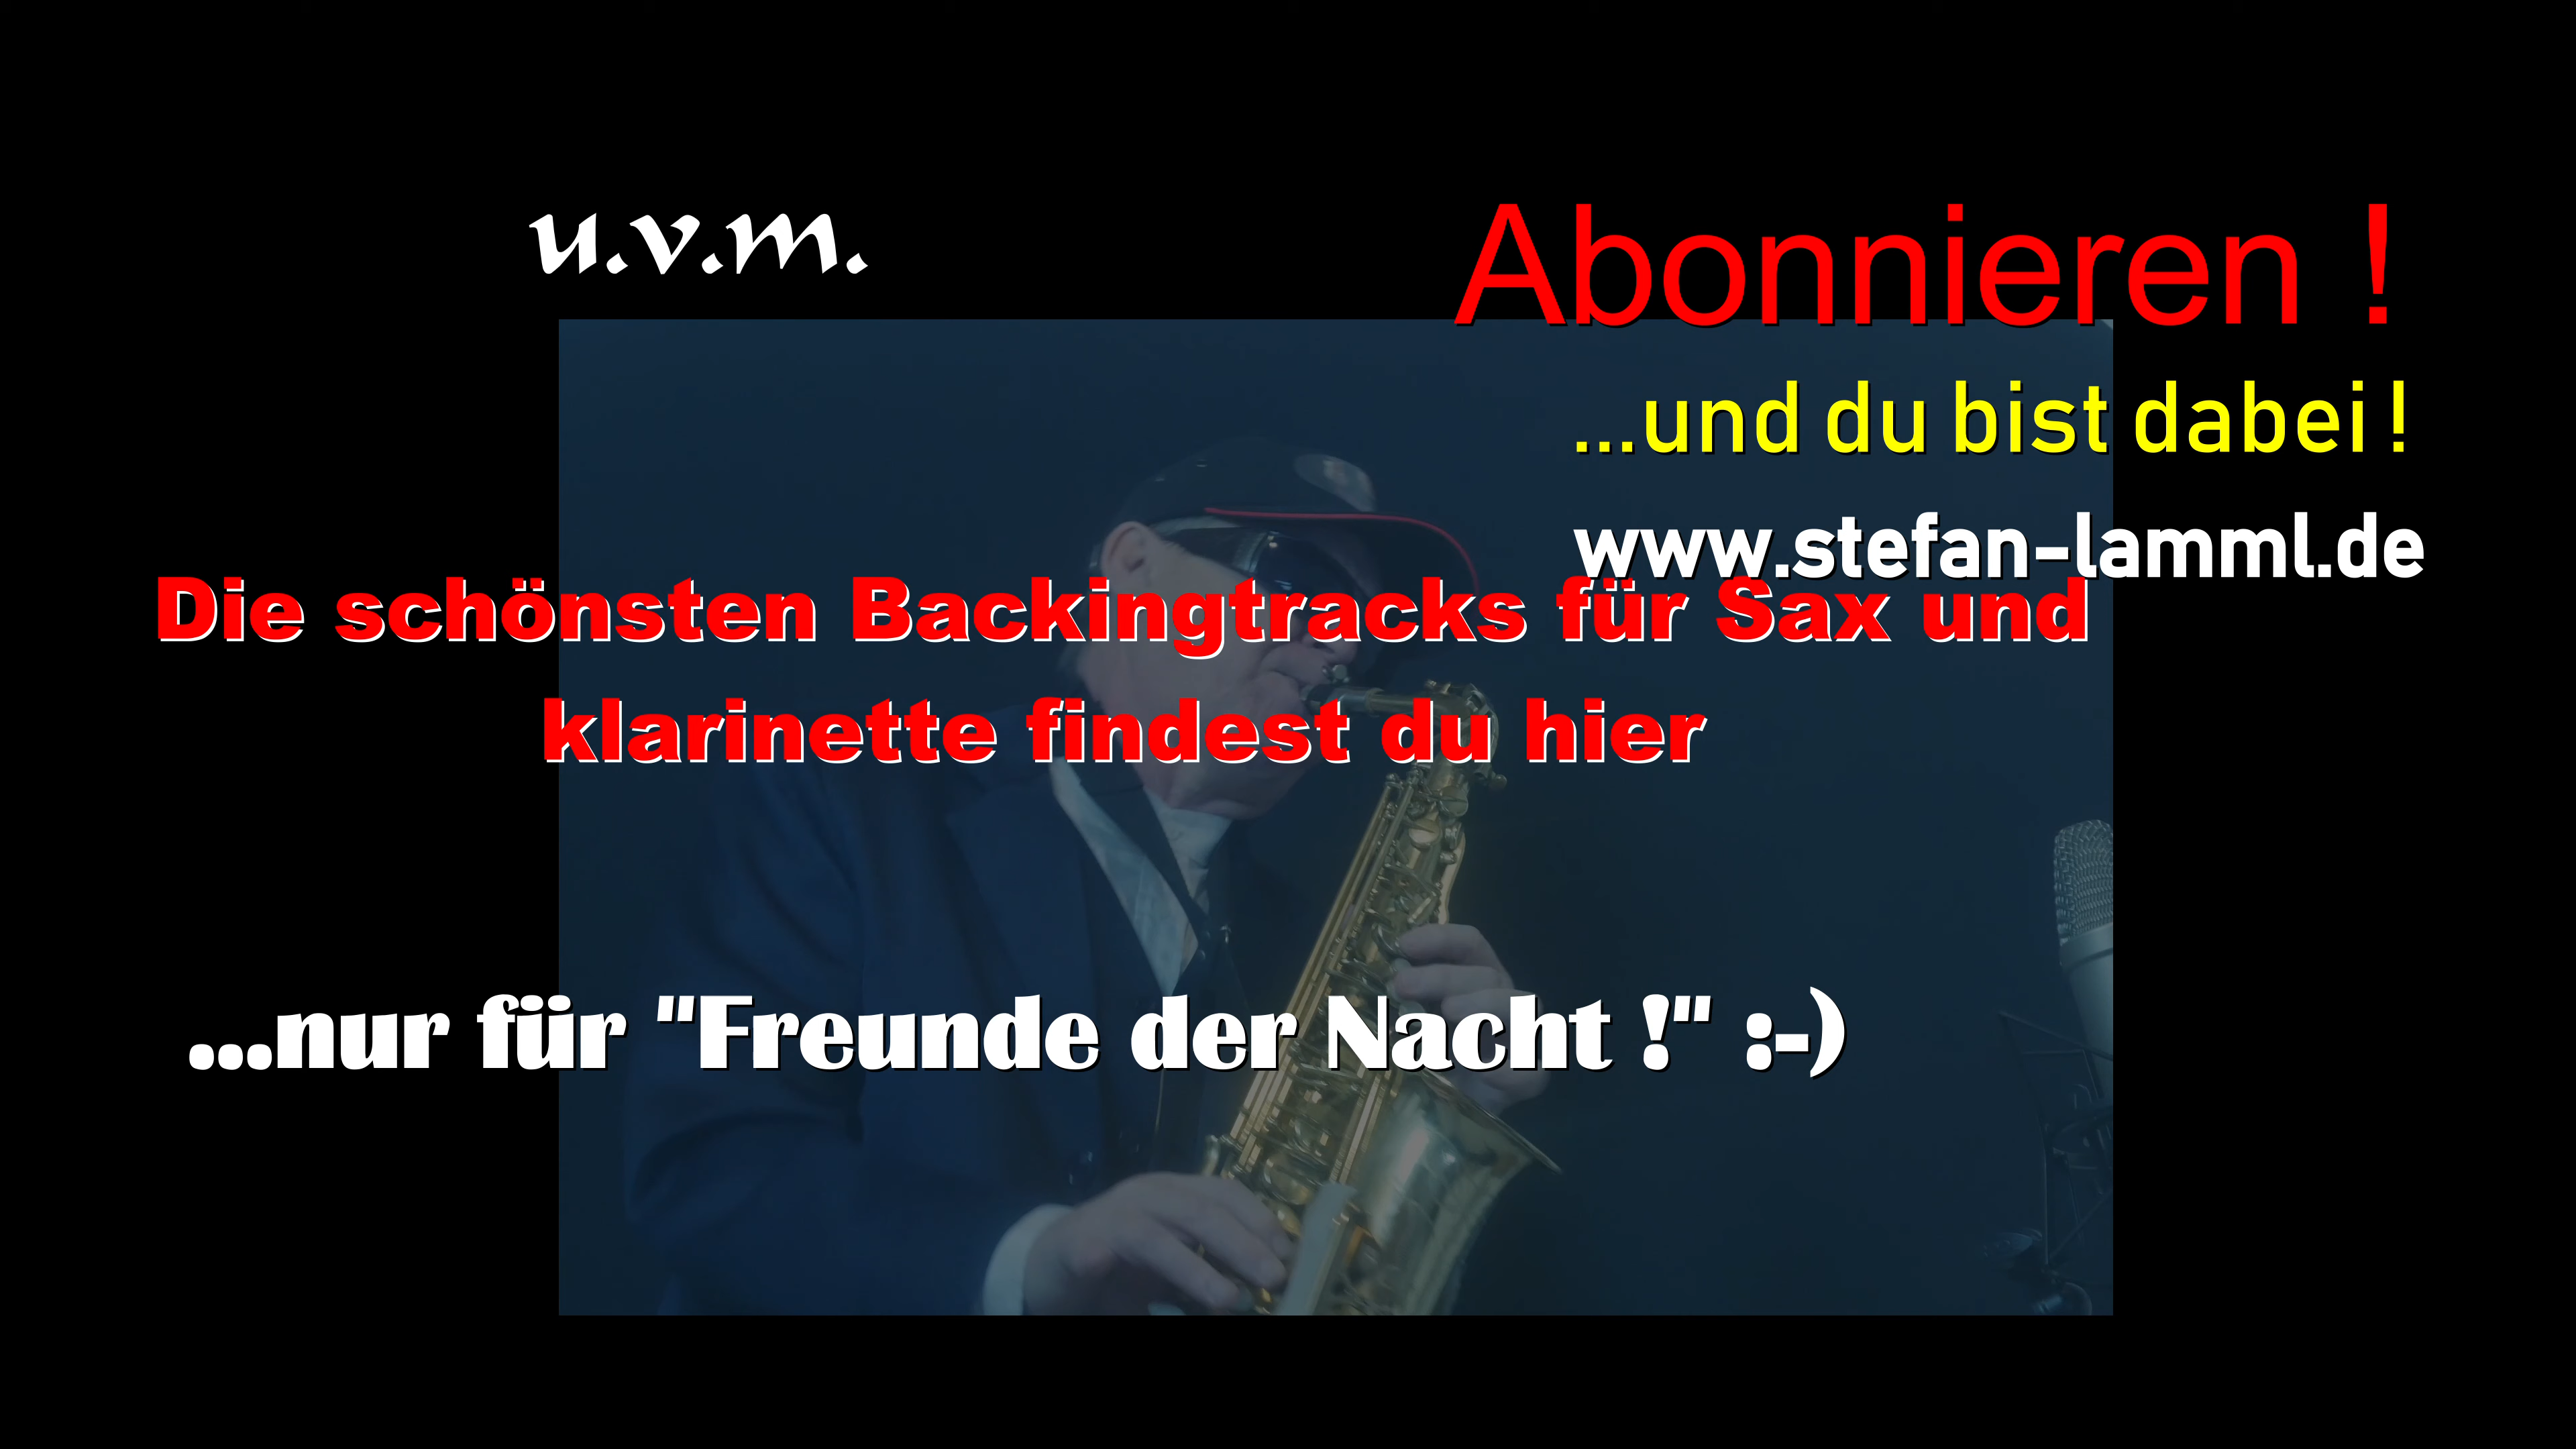 u.v.m.
Abonnieren !
...und du bist dabei !
www.stefan-lamml.de
Die schönsten Backingtracks für Sax und
klarinette findest du hier
...nur für "Freunde der Nacht !" :-)